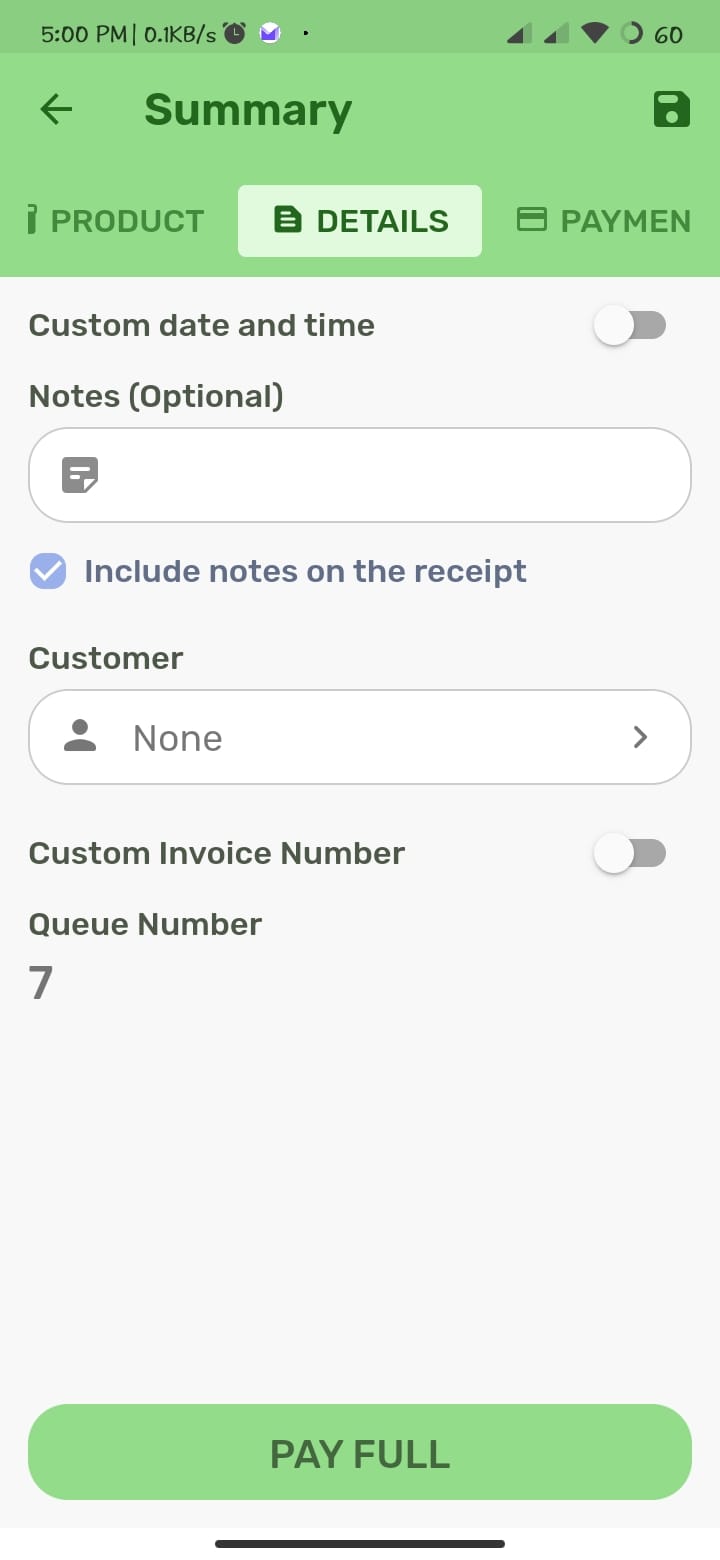 5:00 PM | 0.1KB/s 60
Summary
PRODUCT DETAILS PAYMEN
Custom date and time
Notes (Optional)
Include notes on the receipt
Customer
None
Custom Invoice Number
Queue Number
7
PAY FULL